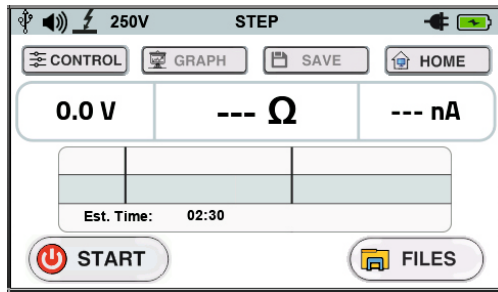 250V STEP
CONTROL GRAPH SAVE HOME
0.0 V --- Ω --- nA
Est. Time: 02:30
START FILES